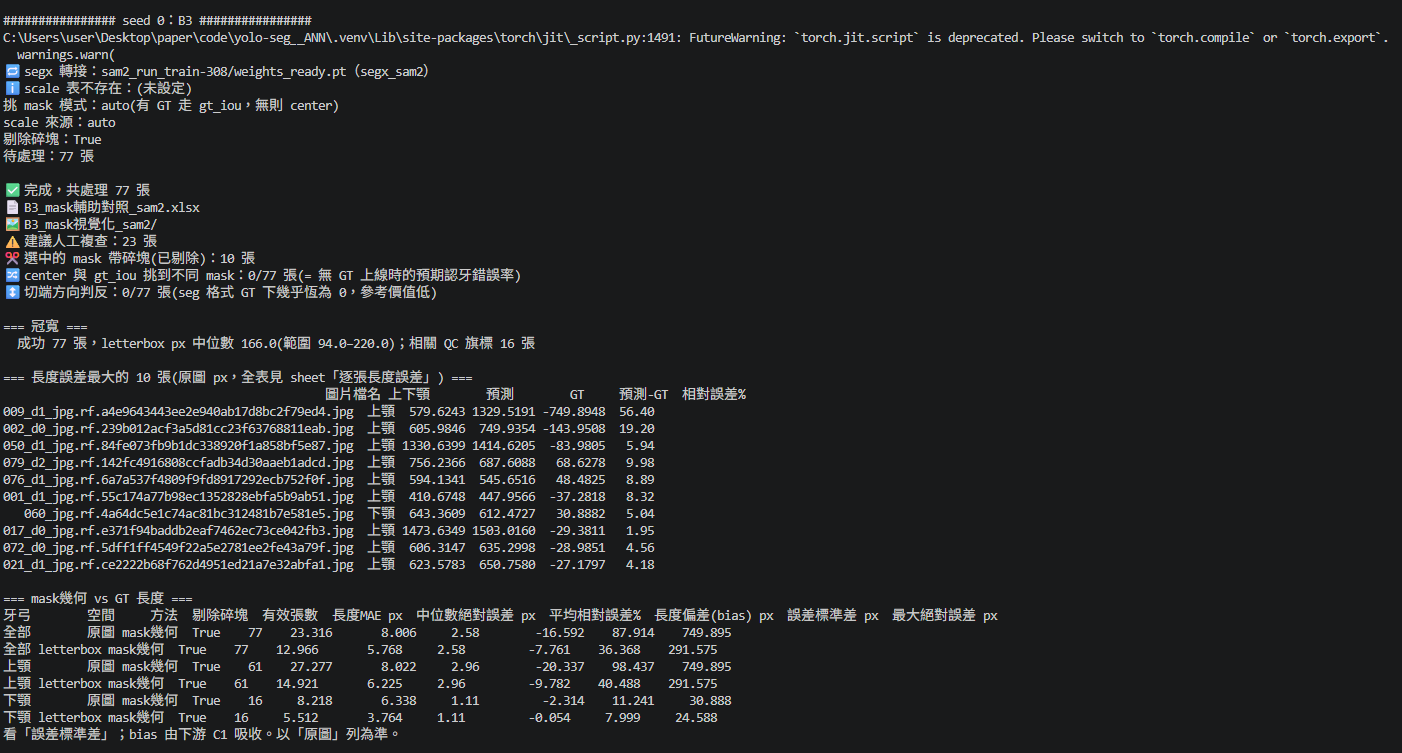 ################ seed 0：B3 ################
C:\Users\user\Desktop\paper\code\yolo-seg__ANN\.venv\Lib\site-packages\torch\jit\_script.py:1491: FutureWarning: `torch.jit.script` is deprecated. Please switch to `torch.compile` or `torch.export`.
  warnings.warn(
🔁 segx 轉接：sam2_run_train-308/weights_ready.pt（segx_sam2）
ℹ️ scale 表不存在：(未設定)
挑 mask 模式：auto(有 GT 走 gt_iou，無則 center)
scale 來源：auto
剔除碎塊：True
待處理：77 張
✅ 完成，共處理 77 張
📄 B3_mask輔助對照_sam2.xlsx
🖼️ B3_mask視覺化_sam2/
⚠️ 建議人工複查：23 張
✂️ 選中的 mask 帶碎塊(已剔除)：10 張
🔀 center 與 gt_iou 挑到不同 mask：0/77 張(= 無 GT 上線時的預期認牙錯誤率)
↕️ 切端方向判反：0/77 張(seg 格式 GT 下幾乎恆為 0，參考價值低)
=== 冠寬 ===
  成功 77 張，letterbox px 中位數 166.0(範圍 94.0–220.0)；相關 QC 旗標 16 張
=== 長度誤差最大的 10 張(原圖 px，全表見 sheet「逐張長度誤差」) ===
圖片檔名 上下顎 預測 GT 預測-GT 相對誤差%
009_d1_jpg.rf.a4e9643443ee2e940ab17d8bc2f79ed4.jpg 上顎 579.6243 1329.5191 -749.8948 56.40
002_d0_jpg.rf.239b012acf3a5d81cc23f63768811eab.jpg 上顎 605.9846 749.9354 -143.9508 19.20
050_d1_jpg.rf.84fe073fb9b1dc338920f1a858bf5e87.jpg 上顎 1330.6399 1414.6205 -83.9805 5.94
079_d2_jpg.rf.142fc4916808ccfadb34d30aaeb1adcd.jpg 上顎 756.2366 687.6088 68.6278 9.98
076_d1_jpg.rf.6a7a537f4809f9fd8917292ecb752f0f.jpg 上顎 594.1341 545.6516 48.4825 8.89
001_d1_jpg.rf.55c174a77b98ec1352828ebfa5b9ab51.jpg 上顎 410.6748 447.9566 -37.2818 8.32
060_jpg.rf.4a64dc5e1c74ac81bc312481b7e581e5.jpg 下顎 643.3609 612.4727 30.8882 5.04
017_d0_jpg.rf.e371f94baddb2eaf7462ec73ce042fb3.jpg 上顎 1473.6349 1503.0160 -29.3811 1.95
072_d0_jpg.rf.5dff1ff4549f22a5e2781ee2fe43a79f.jpg 上顎 606.3147 635.2998 -28.9851 4.56
021_d1_jpg.rf.ce2222b68f762d4951ed21a7e32abfa1.jpg 上顎 623.5783 650.7580 -27.1797 4.18
=== mask幾何 vs GT 長度 ===
牙弓 空間 方法 剔除碎塊 有效張數 長度MAE px 中位數絕對誤差 px 平均相對誤差% 長度偏差(bias) px 誤差標準差 px 最大絕對誤差 px
全部 原圖 mask幾何 True 77 23.316 8.006 2.58 -16.592 87.914 749.895
全部 letterbox mask幾何 True 77 12.966 5.768 2.58 -7.761 36.368 291.575
上顎 原圖 mask幾何 True 61 27.277 8.022 2.96 -20.337 98.437 749.895
上顎 letterbox mask幾何 True 61 14.921 6.225 2.96 -9.782 40.488 291.575
下顎 原圖 mask幾何 True 16 8.218 6.338 1.11 -2.314 11.241 30.888
下顎 letterbox mask幾何 True 16 5.512 3.764 1.11 -0.054 7.999 24.588
看「誤差標準差」；bias 由下游 C1 吸收。以「原圖」列為準。